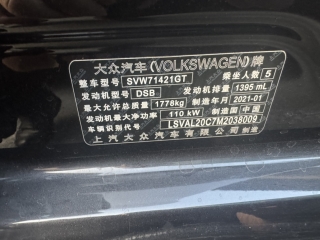 大众汽车(VOLKSWAGEN)牌
整车型号 SVW71421GT 乘坐人数 5
发动机型号 DSB 发动机排量 1395 mL
最大允许总质量 1778kg 制造年月 2021-01
发动机最大净功率 110 kW 制造国 中国
车辆识别代号 LSVAL20C7M2038009
上汽大众汽车有限公司制造